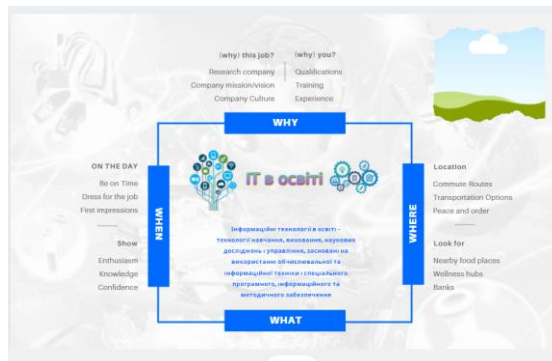 (why) this job?
(why) you?
Research company
Company mission/vision
Company Culture
Qualifications
Training
Experience
WHY
ON THE DAY
Be on Time
Dress for the job
First impressions
Show
Enthusiasm
Knowledge
Confidence
WHEN
ІТ в освіті
Інформаційні технології в освіті –
технології навчання, виховання, наукових
досліджень і управління, засновані на
використанні обчислювальної та
інформаційної техніки і спеціального
програмного, інформаційного та
методичного забезпечення
WHERE
Location
Commute Routes
Transportation Options
Peace and order
Look for
Nearby food places
Wellness hubs
Banks
WHAT